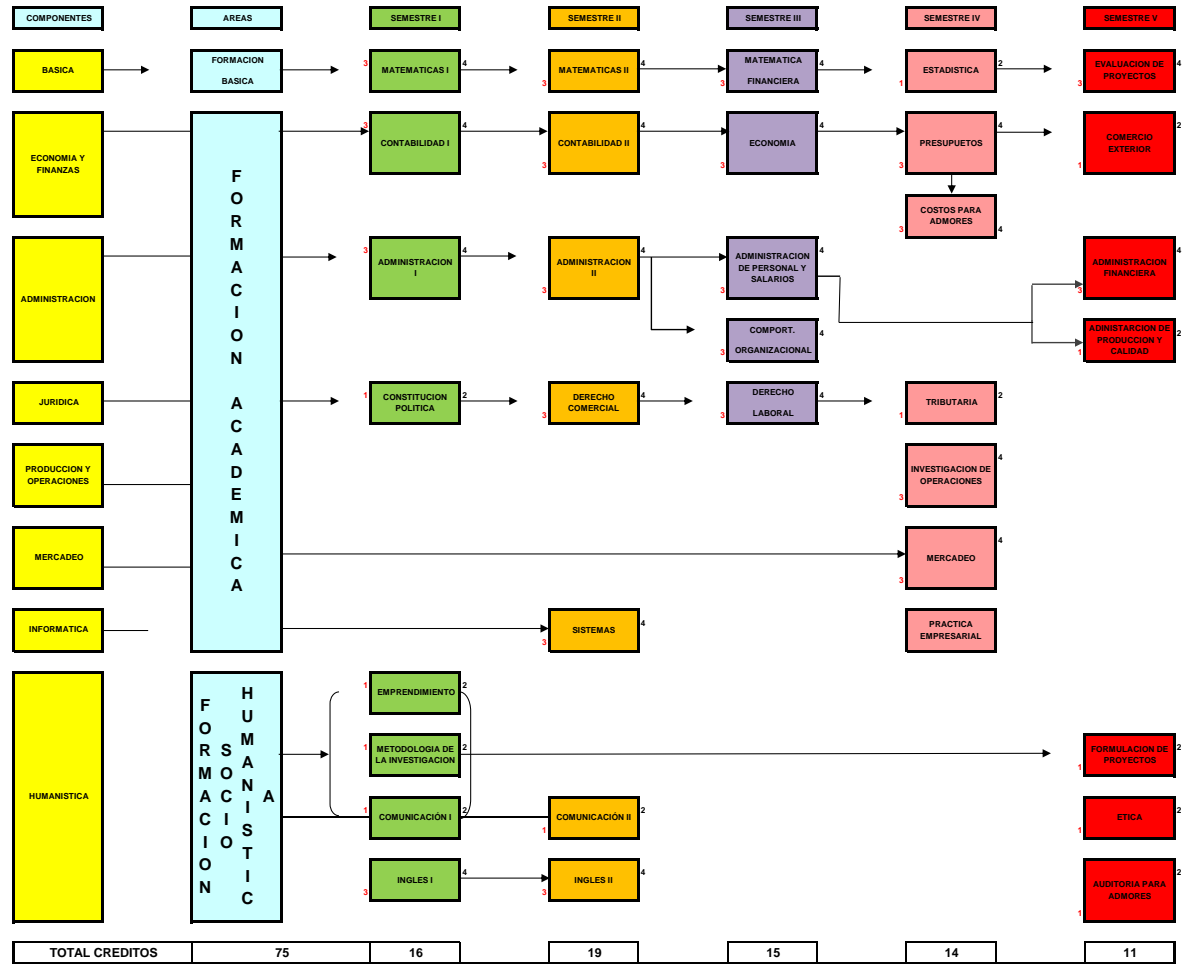 COMPONENTES
AREAS
SEMESTRE I
SEMESTRE II
SEMESTRE III
SEMESTRE IV
SEMESTRE V
BASICA
FORMACION
BASICA
3
MATEMATICAS I
4
3
MATEMATICAS II
4
3
MATEMATICA
FINANCIERA
4
1
ESTADISTICA
2
3
EVALUACION DE
PROYECTOS
4
ECONOMIA Y
FINANZAS
FORMACION ACADEMICA
3
CONTABILIDAD I
4
3
CONTABILIDAD II
4
3
ECONOMIA
4
3
PRESUPUETOS
4
1
COMERCIO
EXTERIOR
2
3
COSTOS PARA
ADMORES
4
ADMINISTRACION
3
ADMINISTRACION
I
4
3
ADMINISTRACION
II
4
3
ADMINISTRACION
DE PERSONAL Y
SALARIOS
4
3
ADMINISTRACION
FINANCIERA
4
3
COMPORT.
ORGANIZACIONAL
4
1
ADINISTARCION DE
PRODUCCION Y
CALIDAD
2
JURIDICA
1
CONSTITUCION
POLITICA
2
3
DERECHO
COMERCIAL
4
3
DERECHO
LABORAL
4
1
TRIBUTARIA
2
PRODUCCION Y
OPERACIONES
3
INVESTIGACION DE
OPERACIONES
4
MERCADEO
3
MERCADEO
4
INFORMATICA
3
SISTEMAS
4
PRACTICA
EMPRESARIAL
HUMANISTICA
FORMACION
SOCIO
HUMANISTIC
A
1
EMPRENDIMIENTO
2
1
METODOLOGIA DE
LA INVESTIGACION
2
1
FORMULACION DE
PROYECTOS
2
1
COMUNICACIÓN I
2
1
COMUNICACIÓN II
2
1
ETICA
2
3
INGLES I
4
3
INGLES II
4
1
AUDITORIA PARA
ADMORES
2
TOTAL CREDITOS
75
16
19
15
14
11